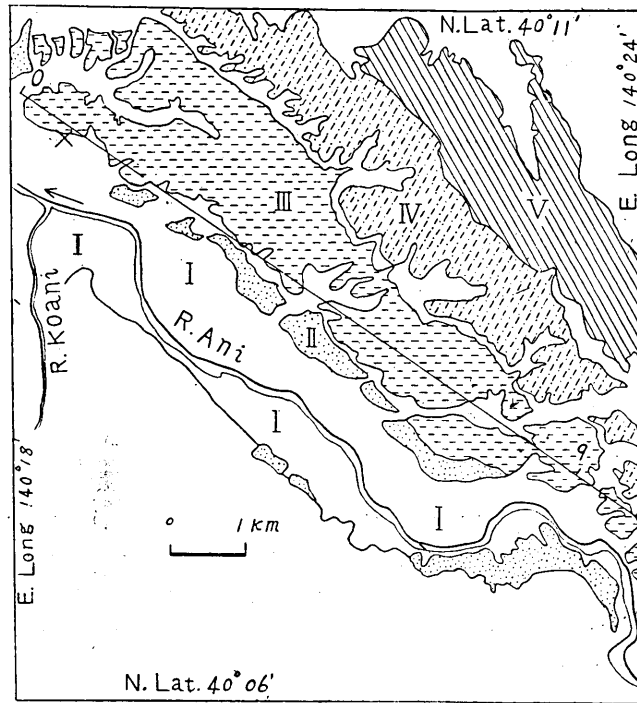 N. Lat. 40° 11'
E. Long 140° 24'
III
IV
V
I
I
R. Koani
R. Ani
II
I
I
9
E. Long 140° 18'
0
1 km
N. Lat. 40° 06'